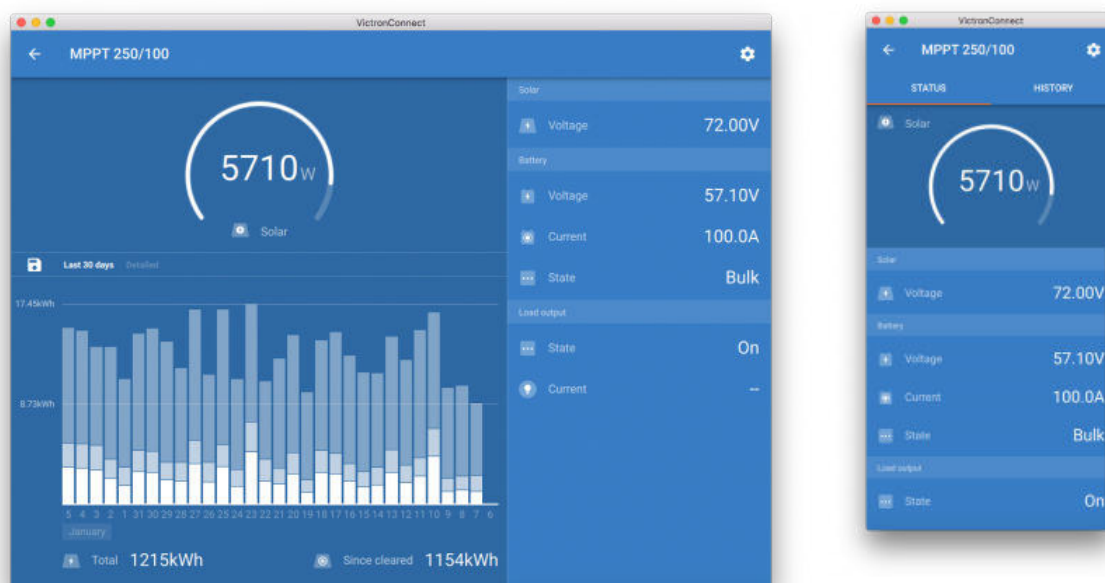 VictronConnect
MPPT 250/100
5710W
Solar
Last 30 days Detailed
17.45kWh
8.73kWh
5 4 3 2 1 31 30 29 28 27 26 25 24 23 22 21 20 19 18 17 16 15 14 13 12 11 10 9 8 7 6
January
Total 1215kWh
Since cleared 1154kWh
Solar
Voltage 72.00V
Battery
Voltage 57.10V
Current 100.0A
State Bulk
Load output
State On
Current --
VictronConnect
MPPT 250/100
STATUS HISTORY
Solar
5710W
Solar
Voltage 72.00V
Battery
Voltage 57.10V
Current 100.0A
State Bulk
Load output
State On